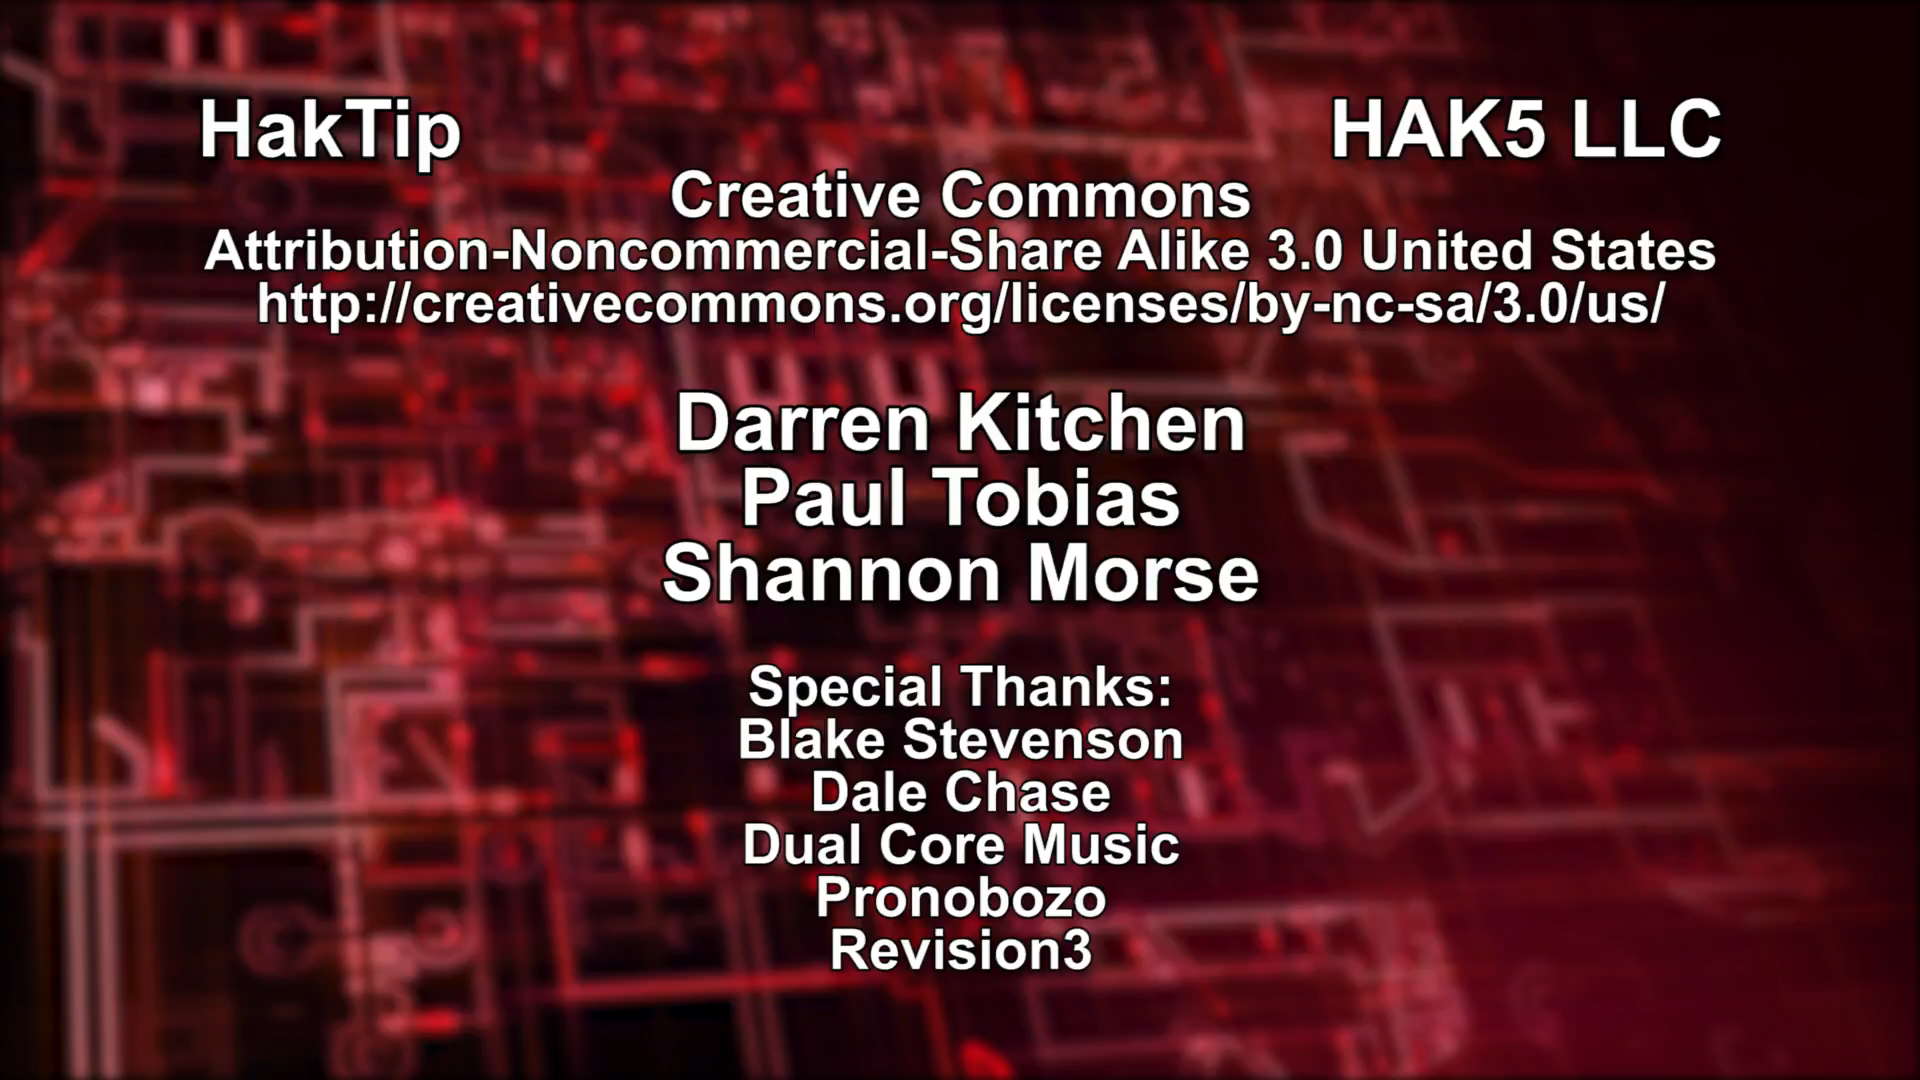 HakTip HAK5 LLC
Creative Commons
Attribution-Noncommercial-Share Alike 3.0 United States
http://creativecommons.org/licenses/by-nc-sa/3.0/us/
Darren Kitchen
Paul Tobias
Shannon Morse
Special Thanks:
Blake Stevenson
Dale Chase
Dual Core Music
Pronobozo
Revision3